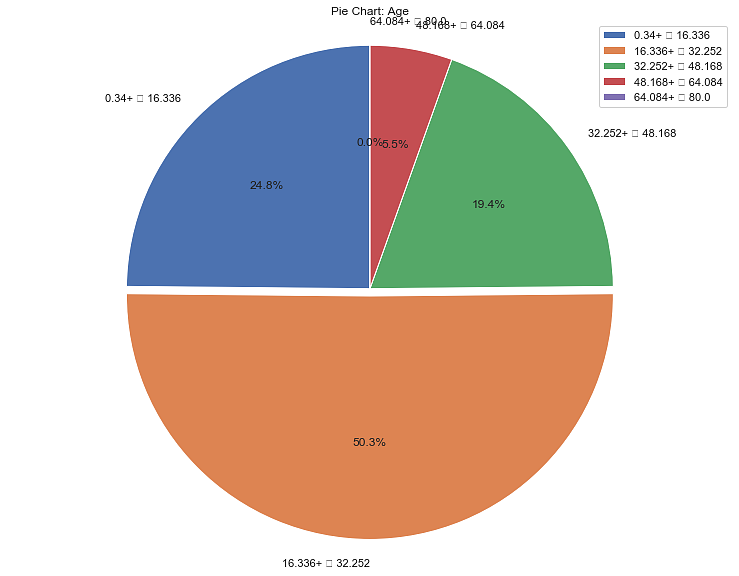 Pie Chart: Age
64.084+ 􏰀 80.0
48.168+ 􏰀 64.084
0.34+ 􏰀 16.336
16.336+ 􏰀 32.252
32.252+ 􏰀 48.168
48.168+ 􏰀 64.084
64.084+ 􏰀 80.0
0.34+ 􏰀 16.336
32.252+ 􏰀 48.168
0.0%
5.5%
24.8%
19.4%
50.3%
16.336+ 􏰀 32.252